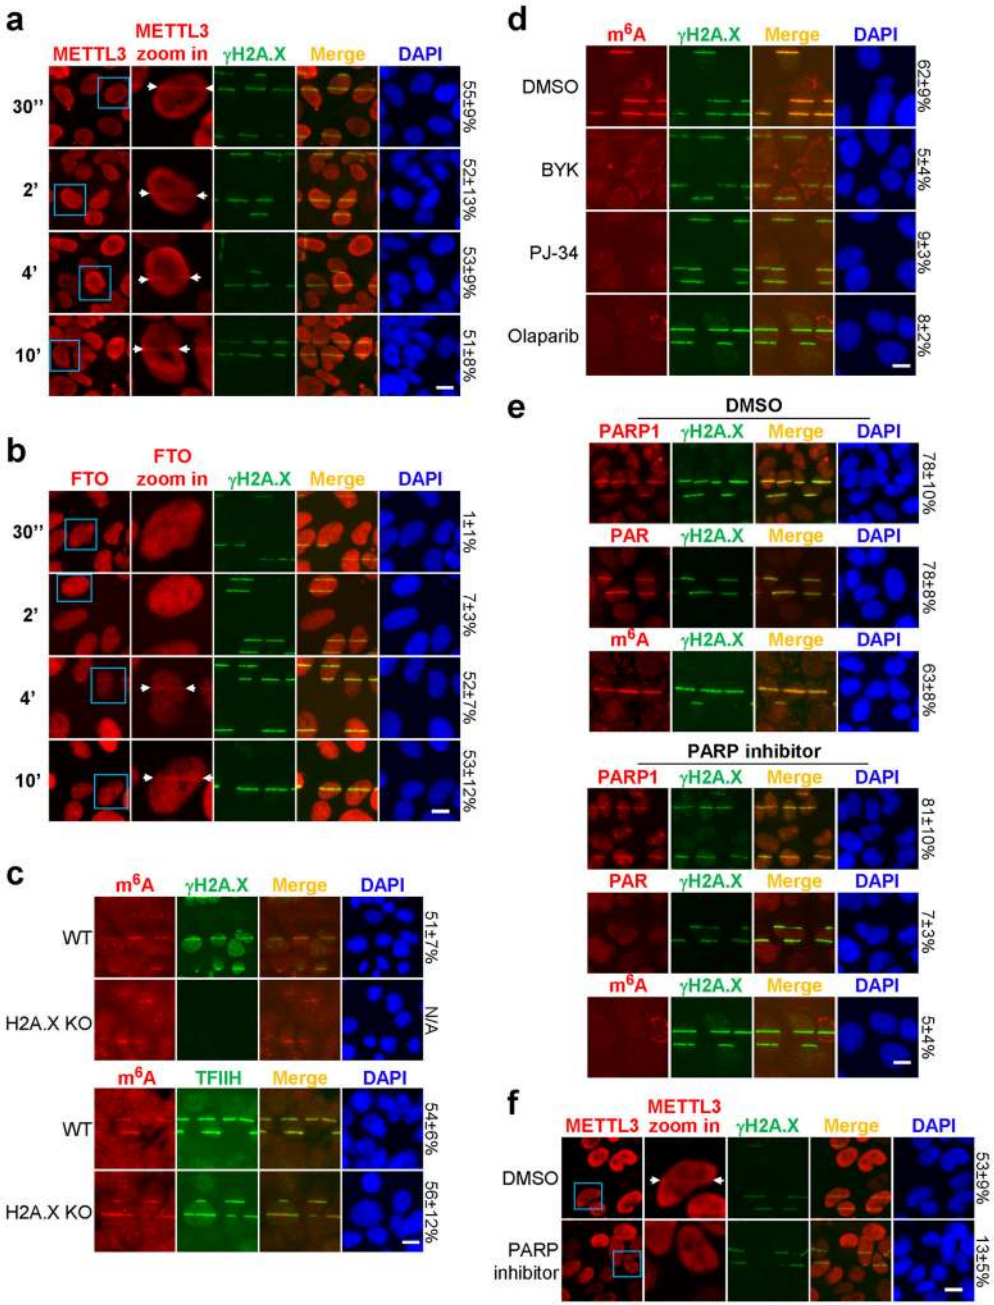 a
METTL3
METTL3 zoom in
γH2A.X
Merge
DAPI
30’’
55±9%
2’
52±13%
4’
53±9%
10’
51±8%
b
FTO
FTO zoom in
γH2A.X
Merge
DAPI
30’’
1±1%
2’
7±3%
4’
52±7%
10’
53±12%
c
m⁶A
γH2A.X
Merge
DAPI
WT
51±7%
H2A.X KO
N/A
m⁶A
TFIIH
Merge
DAPI
WT
54±6%
H2A.X KO
56±12%
d
m⁶A
γH2A.X
Merge
DAPI
DMSO
62±9%
BYK
5±4%
PJ-34
9±3%
Olaparib
8±2%
e
DMSO
PARP1
γH2A.X
Merge
DAPI
78±10%
PAR
γH2A.X
Merge
DAPI
78±8%
m⁶A
γH2A.X
Merge
DAPI
63±8%
PARP inhibitor
PARP1
γH2A.X
Merge
DAPI
81±10%
PAR
γH2A.X
Merge
DAPI
7±3%
m⁶A
γH2A.X
Merge
DAPI
5±4%
f
METTL3
METTL3 zoom in
γH2A.X
Merge
DAPI
DMSO
53±9%
PARP
inhibitor
13±5%